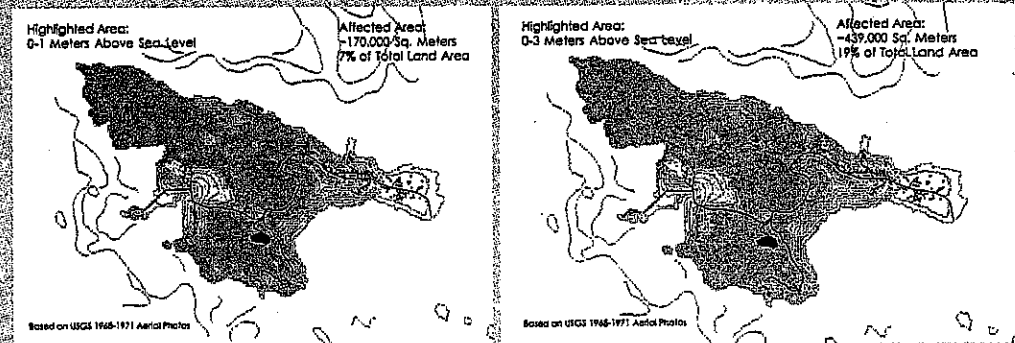 Highlighted Area:
0-1 Meters Above Sea Level
Affected Area:
~170,000 Sq. Meters
7% of Total Land Area
Based on USGS 1968-1971 Aerial Photos
Highlighted Area:
0-3 Meters Above Sea Level
Affected Area:
~439,000 Sq. Meters
19% of Total Land Area
Based on USGS 1968-1971 Aerial Photos